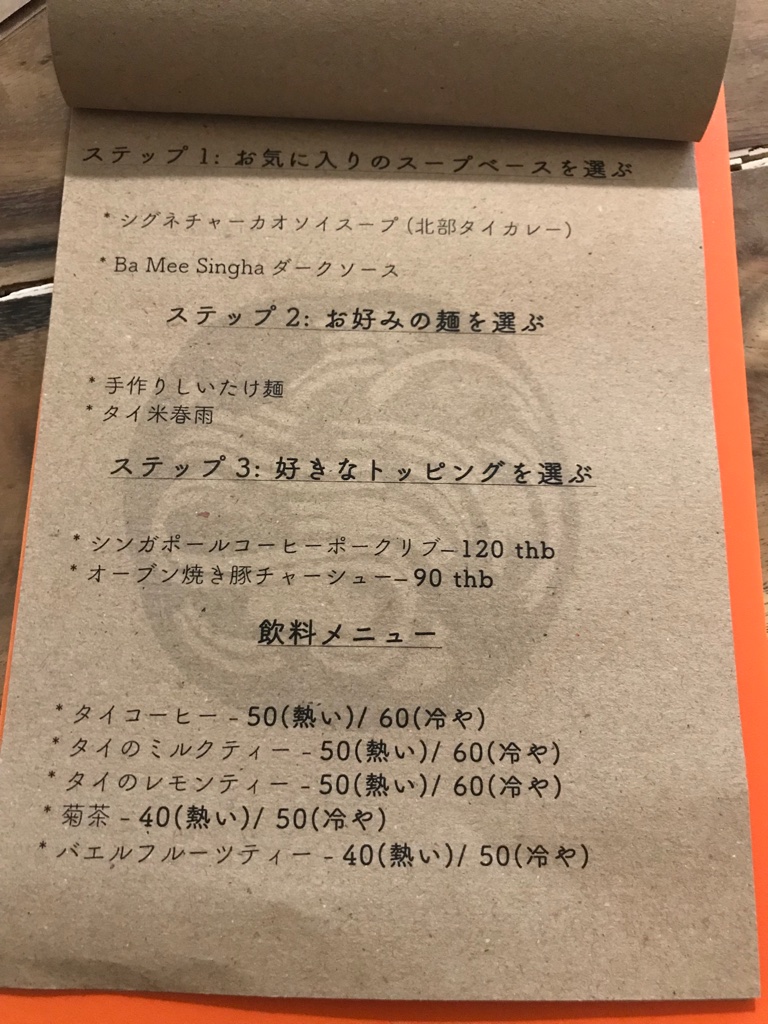 ステップ 1: お気に入りのスープベースを選ぶ
* シグネチャーカオソイスープ (北部タイカレー)
* Ba Mee Singha ダークソース
ステップ 2: お好みの麺を選ぶ
* 手作りしいたけ麺
* タイ米春雨
ステップ 3: 好きなトッピングを選ぶ
* シンガポールコーヒーポークリブ–120 thb
* オーブン焼き豚チャーシュー–90 thb
飲料メニュー
* タイコーヒー - 50(熱い)/ 60(冷や)
* タイのミルクティー - 50(熱い)/ 60(冷や)
* タイのレモンティー - 50(熱い)/ 60(冷や)
* 菊茶 - 40(熱い)/ 50(冷や)
* バエルフルーツティー - 40(熱い)/ 50(冷や)